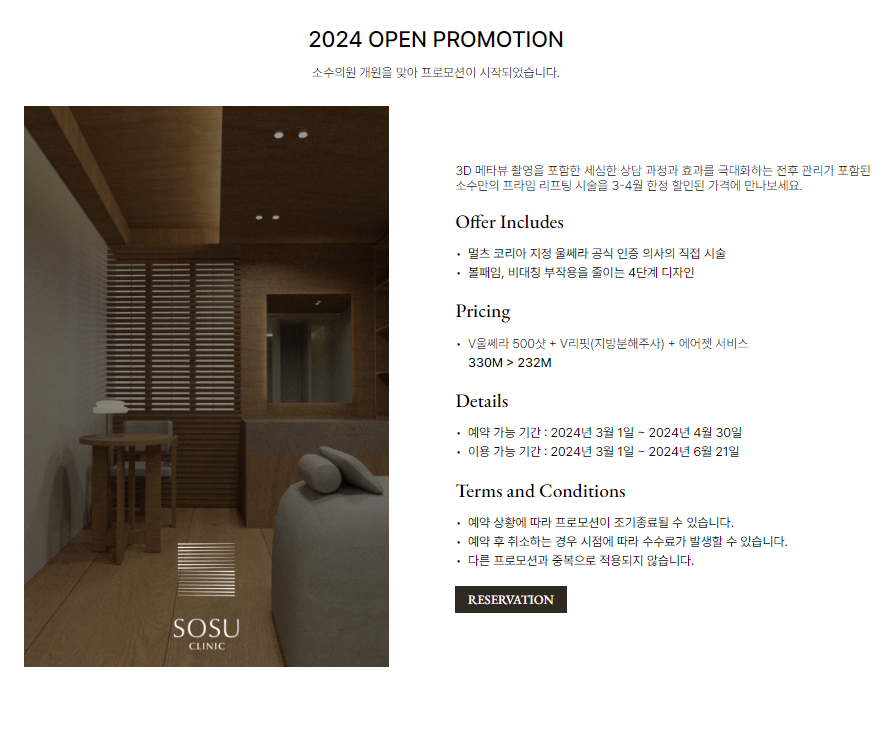 2024 OPEN PROMOTION
소수의원 개원을 맞아 프로모션이 시작되었습니다.
SOSU
CLINIC
3D 메타뷰 촬영을 포함한 세심한 상담 과정과 효과를 극대화하는 전후 관리가 포함된
소수만의 프라임 리프팅 시술을 3-4월 한정 할인된 가격에 만나보세요.
Offer Includes
• 멀츠 코리아 지정 울쎄라 공식 인증 의사의 직접 시술
• 볼패임, 비대칭 부작용을 줄이는 4단계 디자인
Pricing
• V울쎄라 500샷 + V리핏(지방분해주사) + 에어젯 서비스
330M > 232M
Details
• 예약 가능 기간 : 2024년 3월 1일 ~ 2024년 4월 30일
• 이용 가능 기간 : 2024년 3월 1일 ~ 2024년 6월 21일
Terms and Conditions
• 예약 상황에 따라 프로모션이 조기종료될 수 있습니다.
• 예약 후 취소하는 경우 시점에 따라 수수료가 발생할 수 있습니다.
• 다른 프로모션과 중복으로 적용되지 않습니다.
RESERVATION